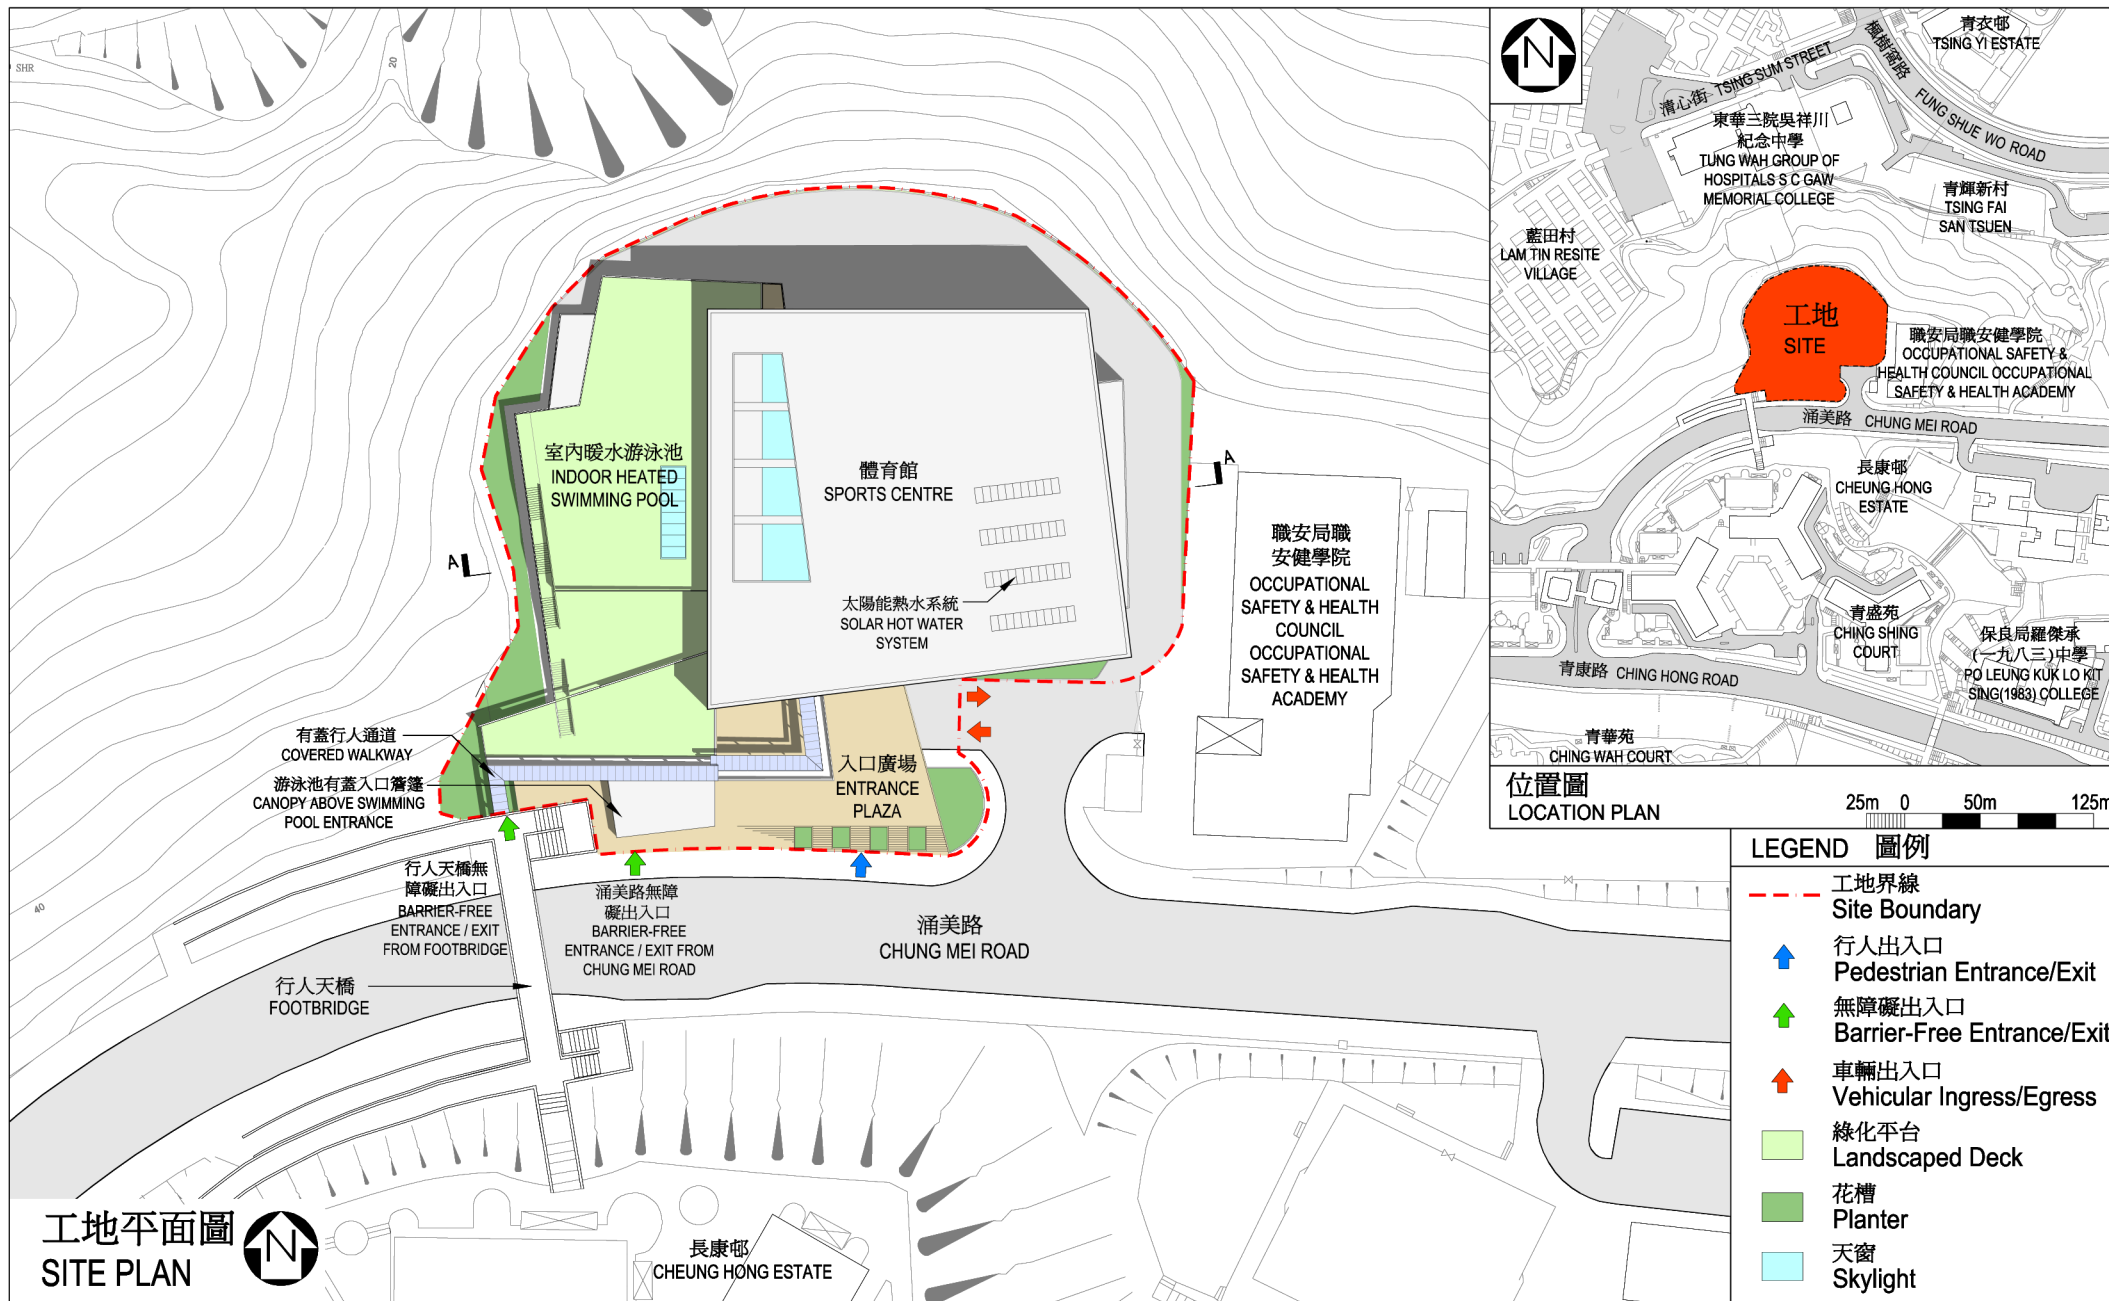 SHR
20
40
室內暖水游泳池
INDOOR HEATED
SWIMMING POOL
體育館
SPORTS CENTRE
太陽能熱水系統
SOLAR HOT WATER
SYSTEM
A
A
職安局職
安健學院
OCCUPATIONAL
SAFETY & HEALTH
COUNCIL
OCCUPATIONAL
SAFETY & HEALTH
ACADEMY
有蓋行人通道
COVERED WALKWAY
游泳池有蓋入口簷篷
CANOPY ABOVE SWIMMING
POOL ENTRANCE
入口廣場
ENTRANCE
PLAZA
行人天橋無
障礙出入口
BARRIER-FREE
ENTRANCE / EXIT
FROM FOOTBRIDGE
涌美路無障
礙出入口
BARRIER-FREE
ENTRANCE / EXIT FROM
CHUNG MEI ROAD
涌美路
CHUNG MEI ROAD
行人天橋
FOOTBRIDGE
長康邨
CHEUNG HONG ESTATE
工地平面圖
SITE PLAN
N
N
青衣邨
TSING YI ESTATE
清心街 TSING SUM STREET
楓樹窩路
FUNG SHUE WO ROAD
東華三院吳祥川
紀念中學
TUNG WAH GROUP OF
HOSPITALS S C GAW
MEMORIAL COLLEGE
青輝新村
TSING FAI
SAN TSUEN
藍田村
LAM TIN RESITE
VILLAGE
工地
SITE
職安局職安健學院
OCCUPATIONAL SAFETY &
HEALTH COUNCIL OCCUPATIONAL
SAFETY & HEALTH ACADEMY
涌美路 CHUNG MEI ROAD
長康邨
CHEUNG HONG
ESTATE
青盛苑
CHING SHING
COURT
保良局羅傑承
(一九八三)中學
PO LEUNG KUK LO KIT
SING(1983) COLLEGE
青康路 CHING HONG ROAD
青華苑
CHING WAH COURT
位置圖
LOCATION PLAN
25m 0 50m 125m
LEGEND 圖例
工地界線
Site Boundary
行人出入口
Pedestrian Entrance/Exit
無障礙出入口
Barrier-Free Entrance/Exit
車輛出入口
Vehicular Ingress/Egress
綠化平台
Landscaped Deck
花槽
Planter
天窗
Skylight